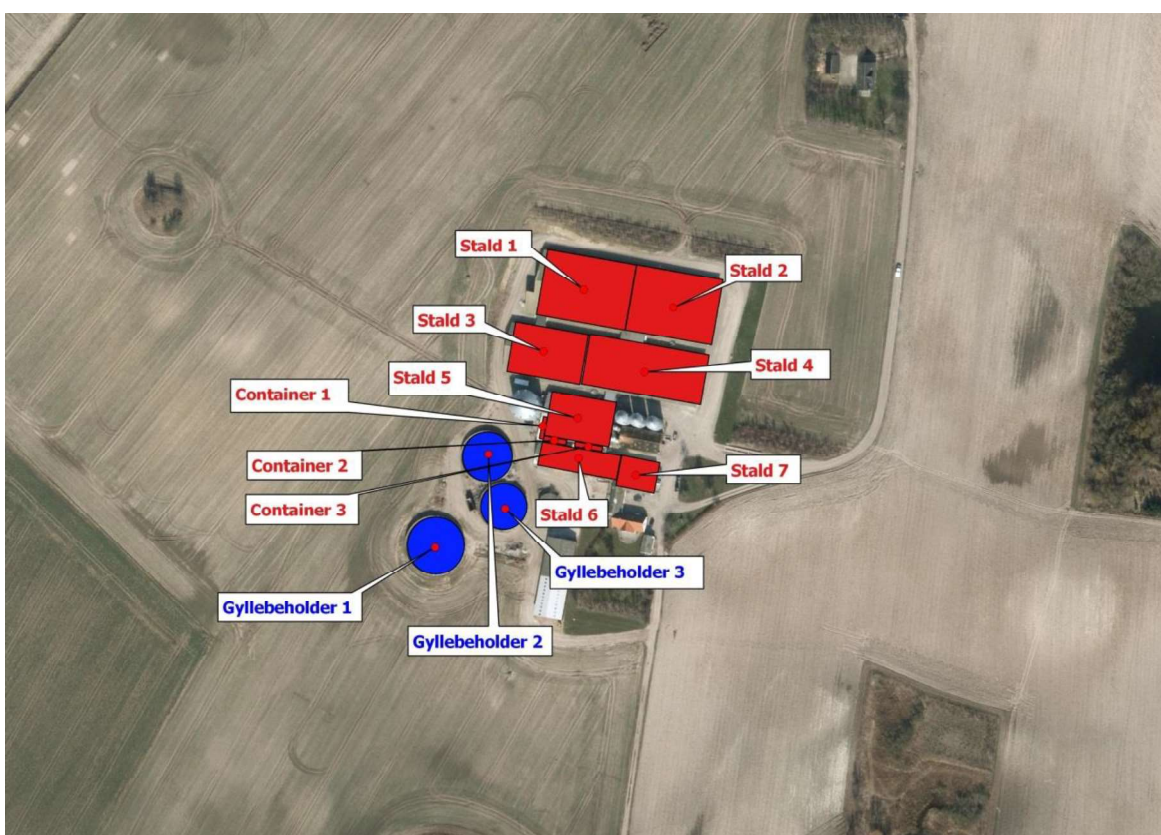 Stald 1
Stald 2
Stald 3
Stald 4
Stald 5
Container 1
Container 2
Stald 7
Container 3
Stald 6
Gyllebeholder 3
Gyllebeholder 1
Gyllebeholder 2